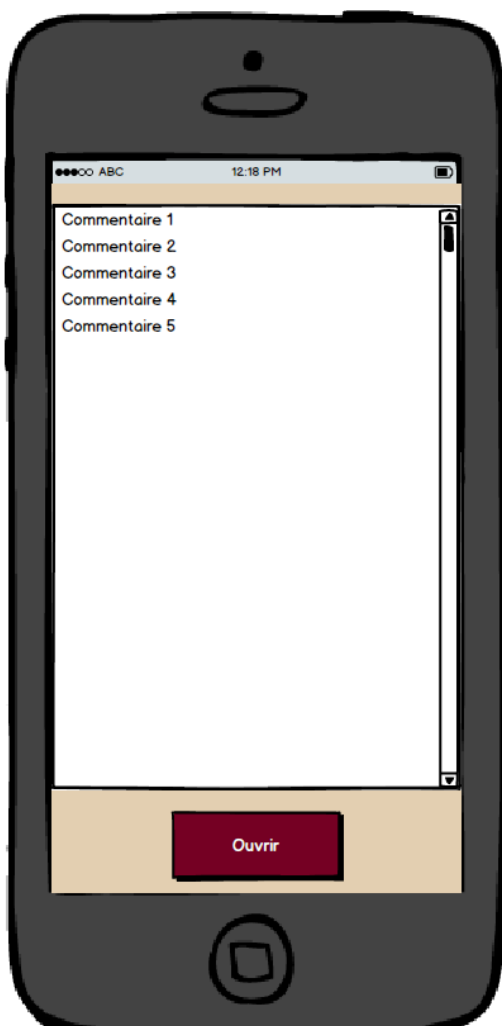 ABC 12:18 PM
Commentaire 1
Commentaire 2
Commentaire 3
Commentaire 4
Commentaire 5
Ouvrir